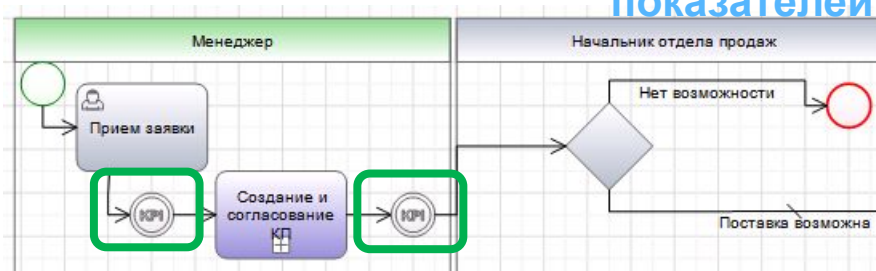 показателей
Менеджер
Начальник отдела продаж
Прием заявки
KPI
Создание и
согласование
КП
KPI
Нет возможности
Поставка возможна